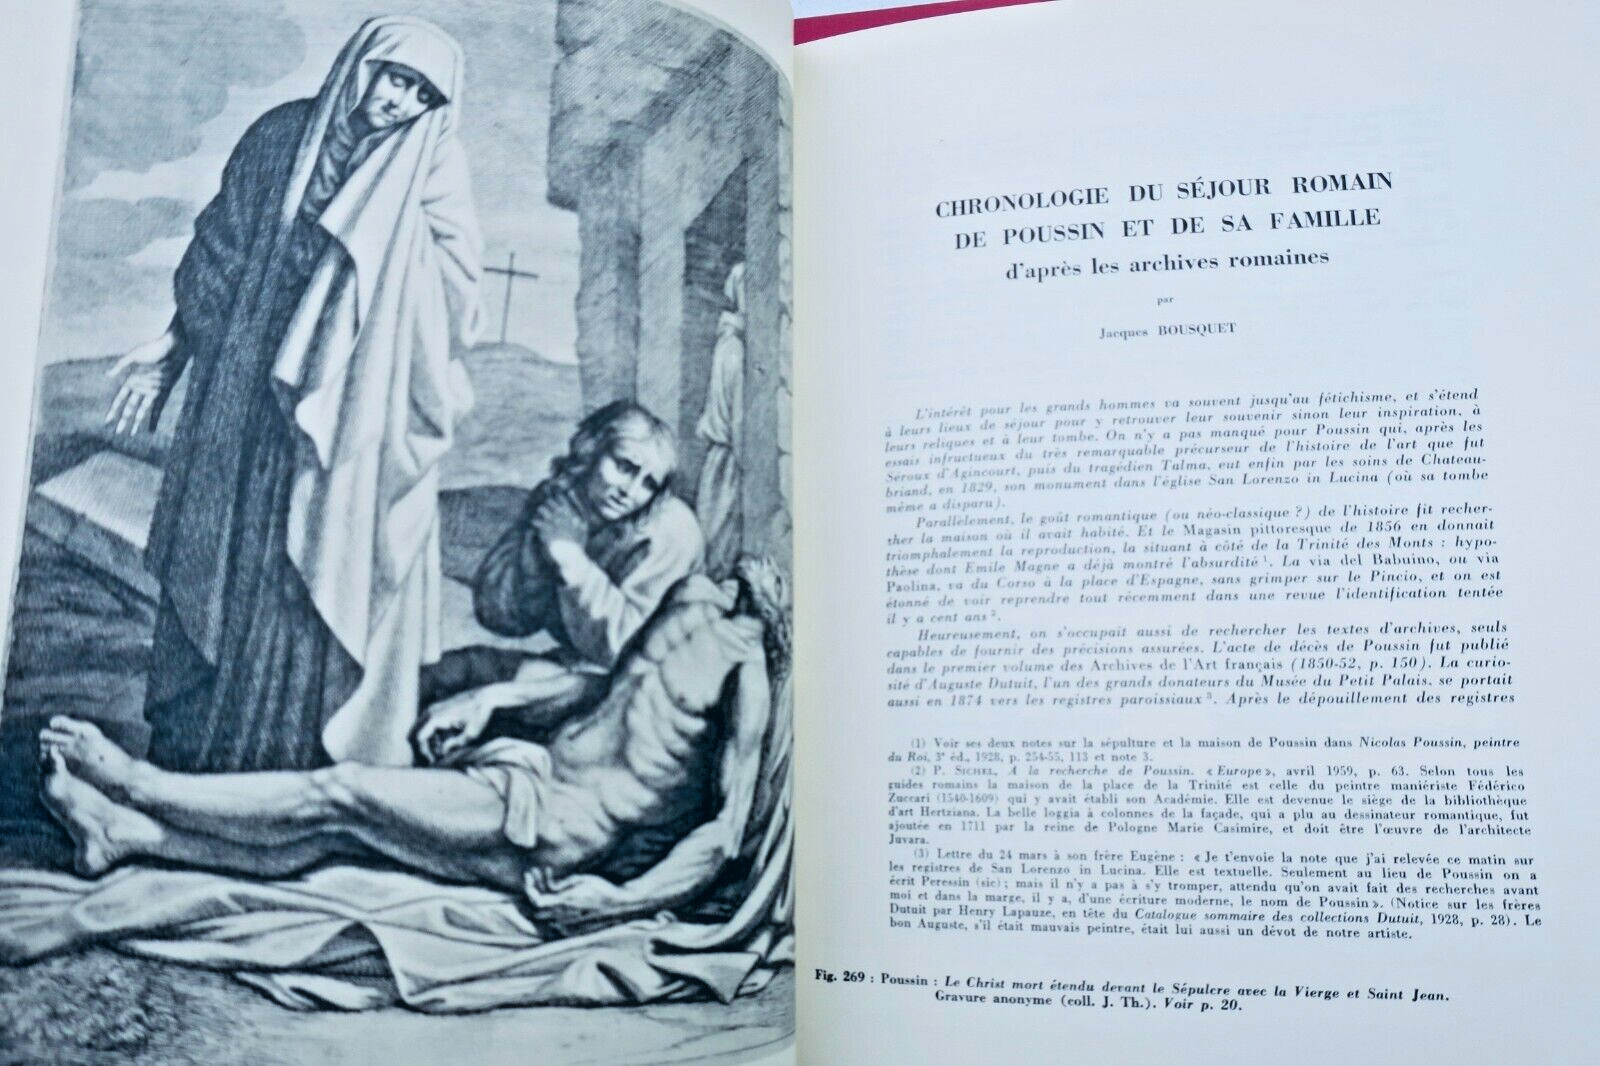 CHRONOLOGIE DU SÉJOUR ROMAIN
DE POUSSIN ET DE SA FAMILLE
d'après les archives romaines
par
Jacques BOUSQUET
L'intérêt pour les grands hommes va souvent jusqu'au fétichisme, et s'étend
à leurs lieux de séjour pour y retrouver leur souvenir sinon leur inspiration, à
leurs reliques et à leur tombe. On n'y a pas manqué pour Poussin qui, après les
essais infructueux du très remarquable précurseur de l'histoire de l'art que fut
Séroux d'Agincourt, puis du tragédien Talma, eut enfin par les soins de Chateau-
briand, en 1829, son monument dans l'église San Lorenzo in Lucina (où sa tombe
même a disparu).
Parallèlement, le goût romantique (ou néo-classique ?) de l'histoire fit recher-
cher la maison où il avait habité. Et le Magasin pittoresque de 1856 en donnait
triomphalement la reproduction, la situant à côté de la Trinité des Monts : hypo-
thèse dont Emile Magne a déjà montré l'absurdité ¹. La via del Babuino, ou via
Paolina, va du Corso à la place d'Espagne, sans grimper sur le Pincio, et on est
étonné de voir reprendre tout récemment dans une revue l'identification tentée
il y a cent ans ².
Heureusement, on s'occupait aussi de rechercher les textes d'archives, seuls
capables de fournir des précisions assurées. L'acte de décès de Poussin fut publié
dans le premier volume des Archives de l'Art français (1850-52, p. 150). La curio-
sité d'Auguste Dutuit, l'un des grands donateurs du Musée du Petit Palais, se portait
aussi en 1874 vers les registres paroissiaux ³. Après le dépouillement des registres
(1) Voir ses deux notes sur la sépulture et la maison de Poussin dans Nicolas Poussin, peintre
du Roi, 3ᵉ éd., 1928, p. 254-55, 113 et note 3.
(2) P. SICHEL, A la recherche de Poussin. « Europe », avril 1959, p. 63. Selon tous les
guides romains la maison de la place de la Trinité est celle du peintre maniériste Fédérico
Zuccari (1540-1609) qui y avait établi son Académie. Elle est devenue le siège de la bibliothèque
d'art Hertziana. La belle loggia à colonnes de la façade, qui a plu au dessinateur romantique, fut
ajoutée en 1711 par la reine de Pologne Marie Casimire, et doit être l'œuvre de l'architecte
Juvara.
(3) Lettre du 24 mars à son frère Eugène : « Je t'envoie la note que j'ai relevée ce matin sur
les registres de San Lorenzo in Lucina. Elle est textuelle. Seulement au lieu de Poussin on a
écrit Peressin (sic) ; mais il n'y a pas à s'y tromper, attendu qu'on avait fait des recherches avant
moi et dans la marge, il y a, d'une écriture moderne, le nom de Poussin ». (Notice sur les frères
Dutuit par Henry Lapauze, en tête du Catalogue sommaire des collections Dutuit, 1928, p. 28). Le
bon Auguste, s'il était mauvais peintre, était lui aussi un dévot de notre artiste.
Fig. 269 : Poussin : Le Christ mort étendu devant le Sépulcre avec la Vierge et Saint Jean.
Gravure anonyme (coll. J. Th.). Voir p. 20.